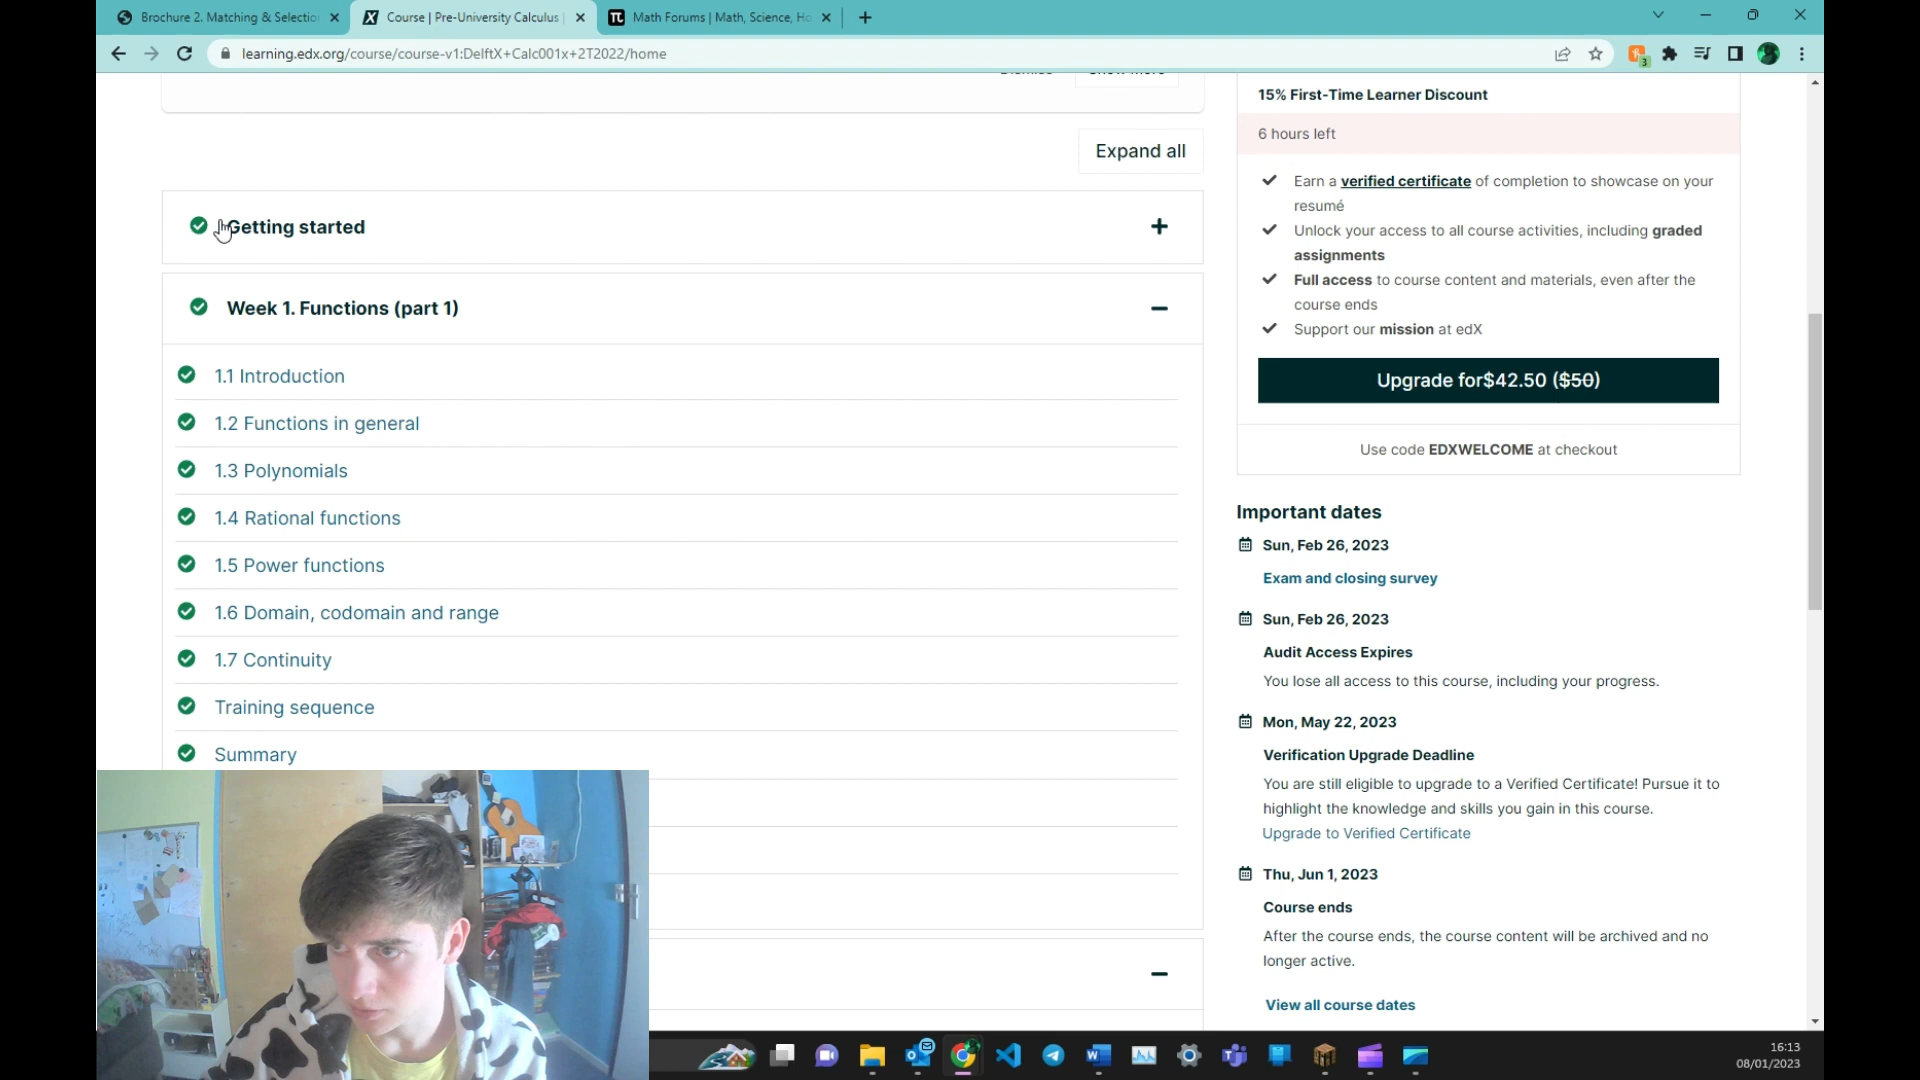 Brochure 2. Matching & Selectio
Course | Pre-University Calculus
Math Forums | Math, Science, Ho
learning.edx.org/course/course-v1:DelftX+Calc001x+2T2022/home
3
15% First-Time Learner Discount
6 hours left
Expand all
Earn a verified certificate of completion to showcase on your
resumé
Unlock your access to all course activities, including graded
assignments
Full access to course content and materials, even after the
course ends
Support our mission at edX
Upgrade for$42.50 ($50)
Use code EDXWELCOME at checkout
Getting started
Week 1. Functions (part 1)
1.1 Introduction
1.2 Functions in general
1.3 Polynomials
1.4 Rational functions
1.5 Power functions
1.6 Domain, codomain and range
1.7 Continuity
Training sequence
Summary
Important dates
Sun, Feb 26, 2023
Exam and closing survey
Sun, Feb 26, 2023
Audit Access Expires
You lose all access to this course, including your progress.
Mon, May 22, 2023
Verification Upgrade Deadline
You are still eligible to upgrade to a Verified Certificate! Pursue it to
highlight the knowledge and skills you gain in this course.
Upgrade to Verified Certificate
Thu, Jun 1, 2023
Course ends
After the course ends, the course content will be archived and no
longer active.
View all course dates
16:13
08/01/2023